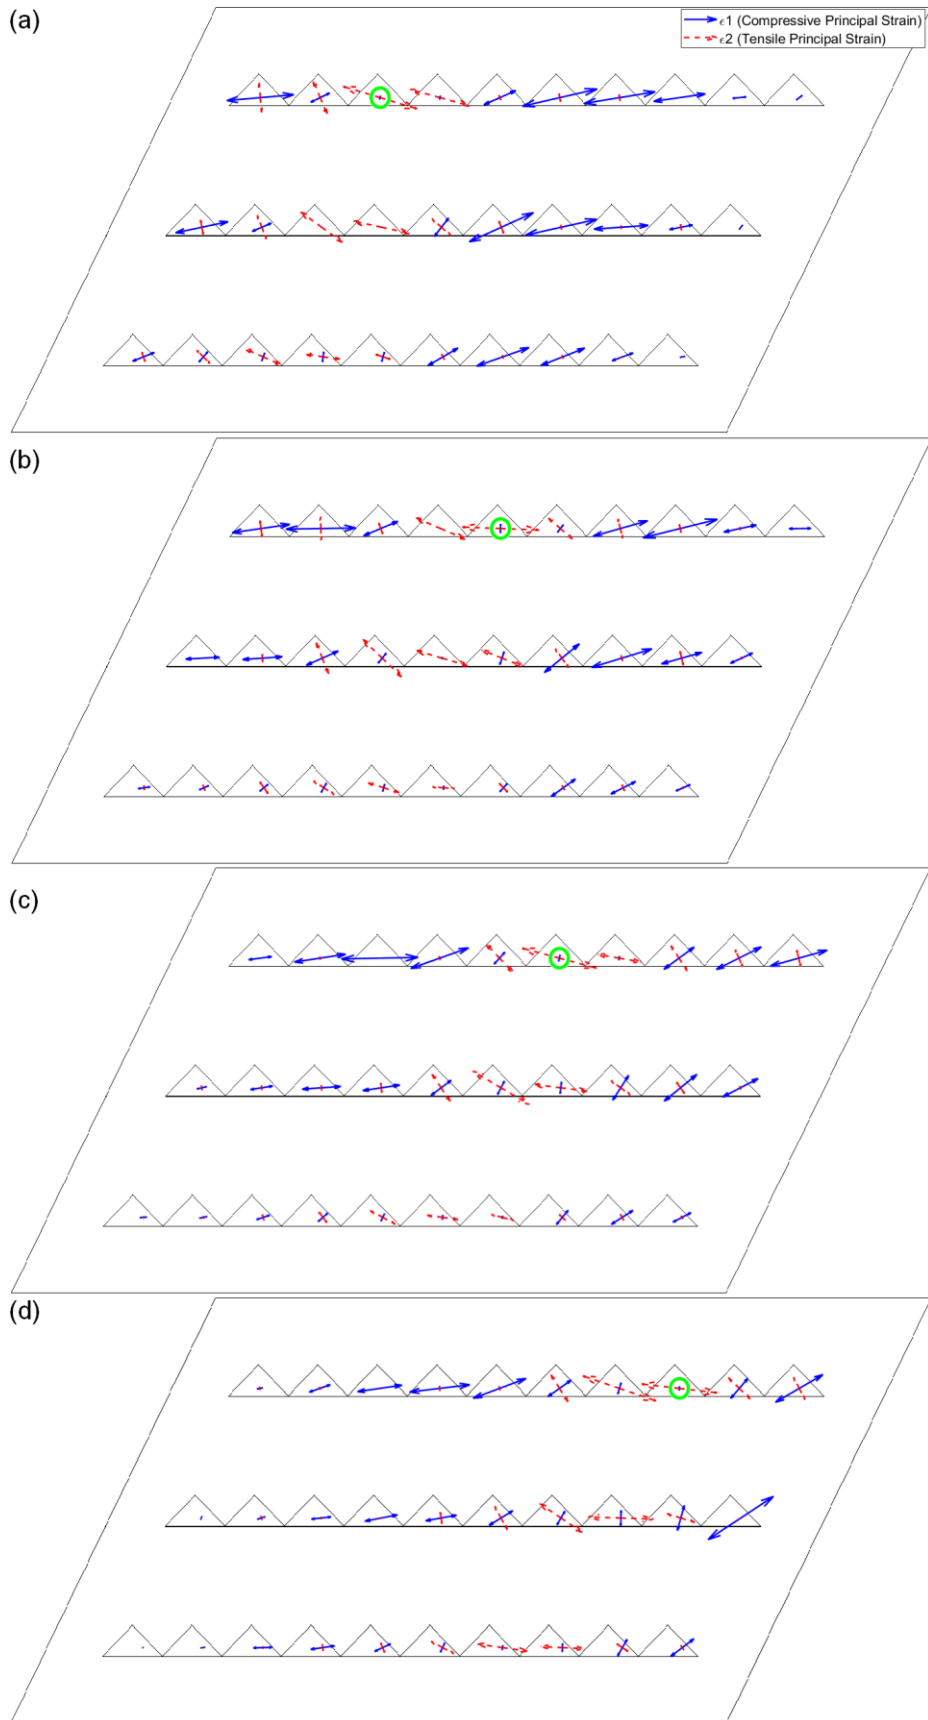 (a)
ϵ1 (Compressive Principal Strain)
ϵ2 (Tensile Principal Strain)
(b)
(c)
(d)